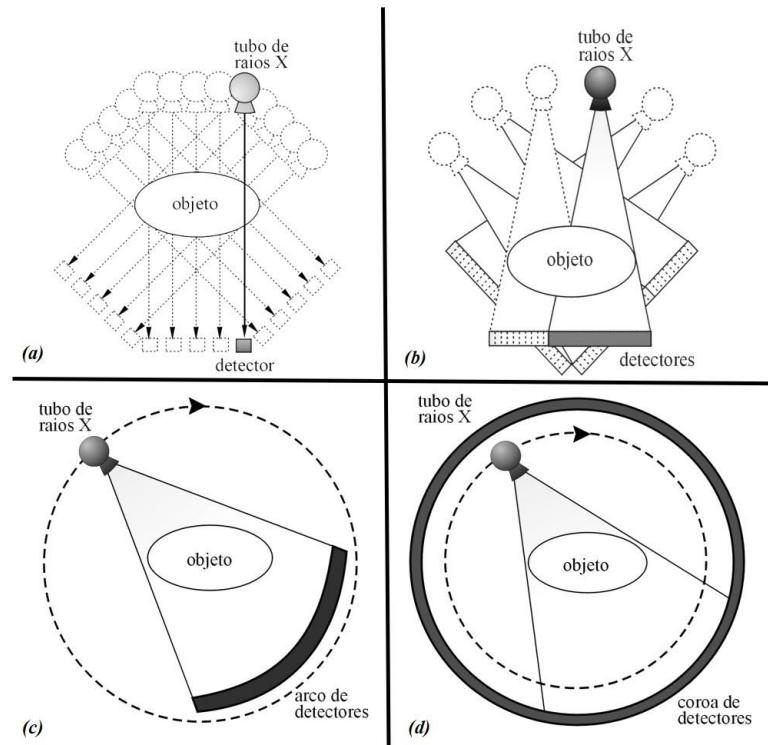 tubo de
raios X
objeto
(a)
detector
tubo de
raios X
objeto
(b)
detectores
tubo de
raios X
objeto
arco de
detectores
(c)
tubo de
raios X
objeto
coroa de
detectores
(d)